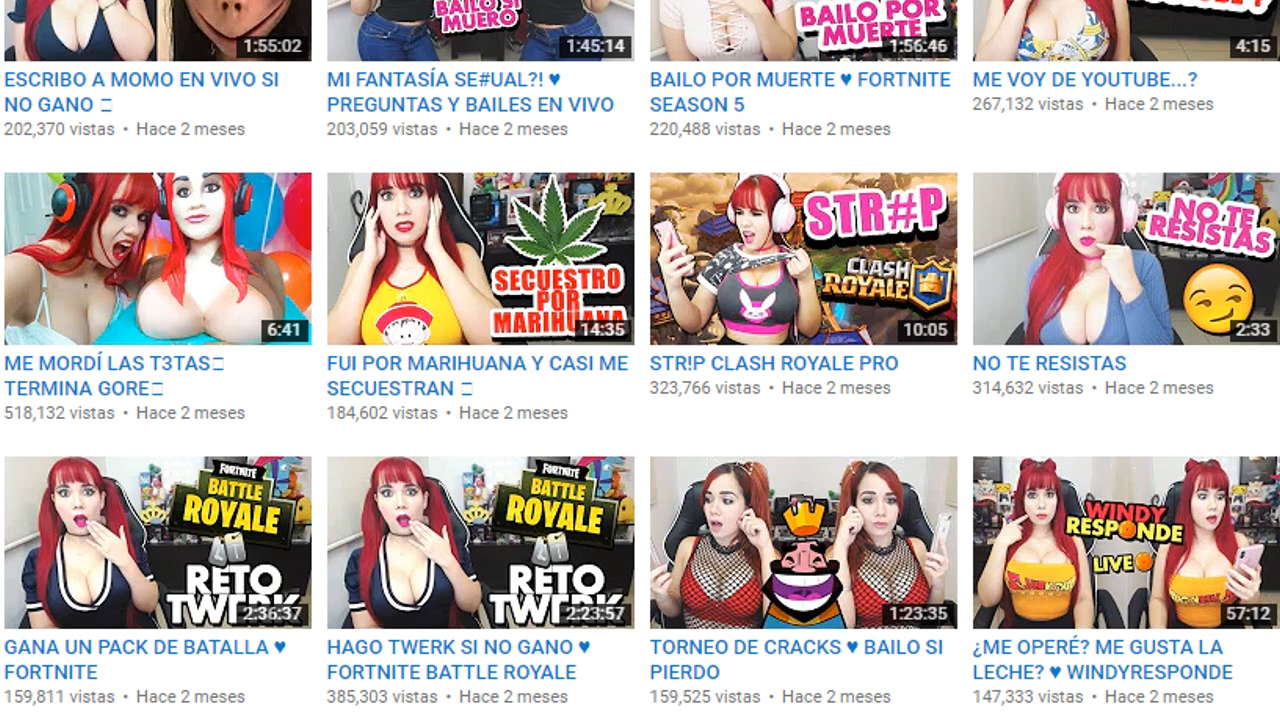 BAILO SI
MUERO
BAILO POR
MUERTE
1:55:02
1:45:14
1:56:46
4:15
ESCRIBO A MOMO EN VIVO SI
NO GANO
202,370 vistas • Hace 2 meses
MI FANTASÍA SE#UAL?! ♥
PREGUNTAS Y BAILES EN VIVO
203,059 vistas • Hace 2 meses
BAILO POR MUERTE ♥ FORTNITE
SEASON 5
220,488 vistas • Hace 2 meses
ME VOY DE YOUTUBE...?
267,132 vistas • Hace 2 meses
6:41
SECUESTRO
POR
MARIHUANA
14:35
STR#P
CLASH
ROYALE
10:05
NO TE
RESISTAS
2:33
ME MORDÍ LAS T3TAS
TERMINA GORE
518,132 vistas • Hace 2 meses
FUI POR MARIHUANA Y CASI ME
SECUESTRAN
184,602 vistas • Hace 2 meses
STR!P CLASH ROYALE PRO
323,766 vistas • Hace 2 meses
NO TE RESISTAS
314,632 vistas • Hace 2 meses
FORTNITE
BATTLE
ROYALE
RETO
TWERK
2:36:37
FORTNITE
BATTLE
ROYALE
RETO
TWERK
2:23:57
1:23:35
WINDY
RESPONDE
LIVE
57:12
GANA UN PACK DE BATALLA ♥
FORTNITE
159,811 vistas • Hace 2 meses
HAGO TWERK SI NO GANO ♥
FORTNITE BATTLE ROYALE
385,303 vistas • Hace 2 meses
TORNEO DE CRACKS ♥ BAILO SI
PIERDO
159,525 vistas • Hace 2 meses
¿ME OPERÉ? ME GUSTA LA
LECHE? ♥ WINDYRESPONDE
147,333 vistas • Hace 2 meses